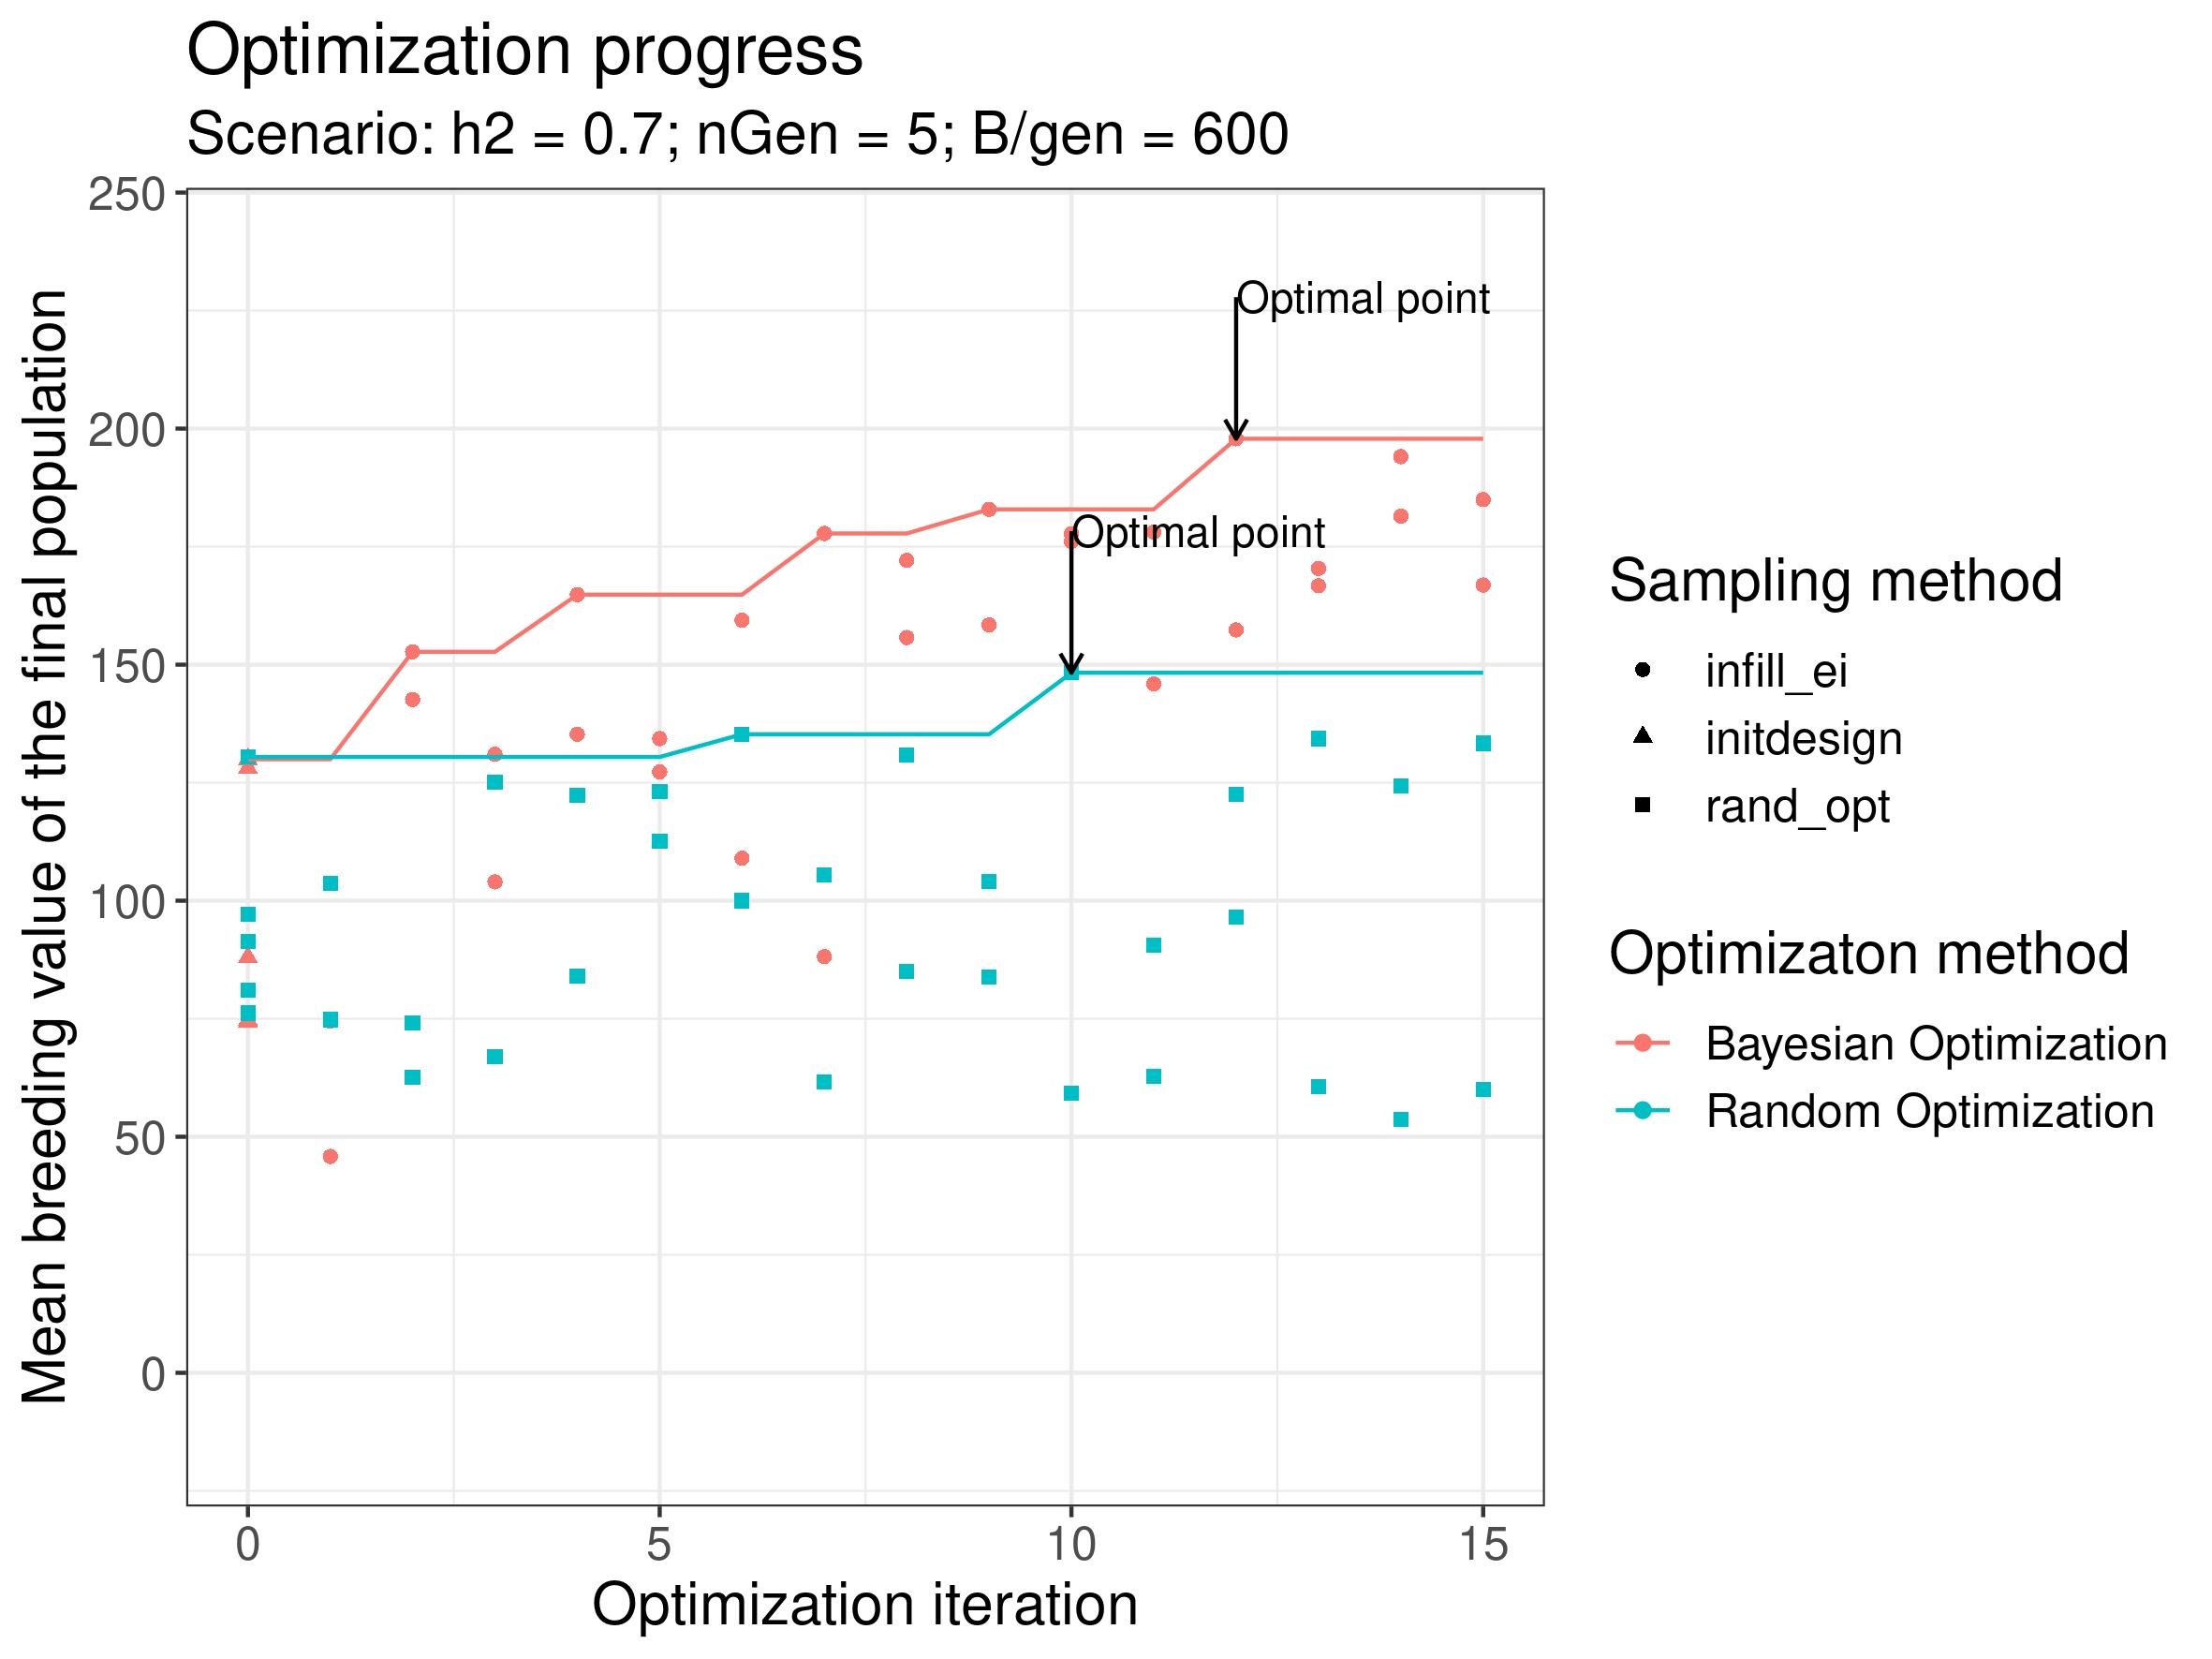 Optimization progress
Scenario: h2 = 0.7; nGen = 5; B/gen = 600
Mean breeding value of the final population
250
200
150
100
50
0
Optimal point
Optimal point
0
5
10
15
Optimization iteration
Sampling method
infill_ei
initdesign
rand_opt
Optimizaton method
Bayesian Optimization
Random Optimization